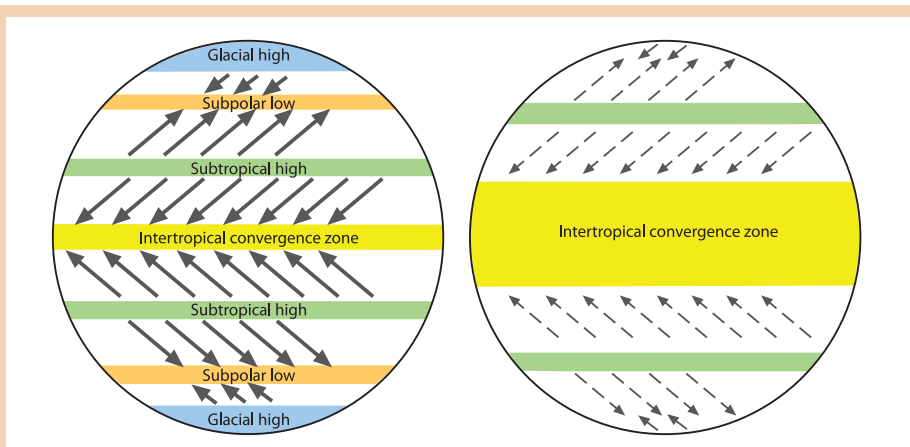 Glacial high
Subpolar low
Subtropical high
Intertropical convergence zone
Subtropical high
Subpolar low
Glacial high
Intertropical convergence zone